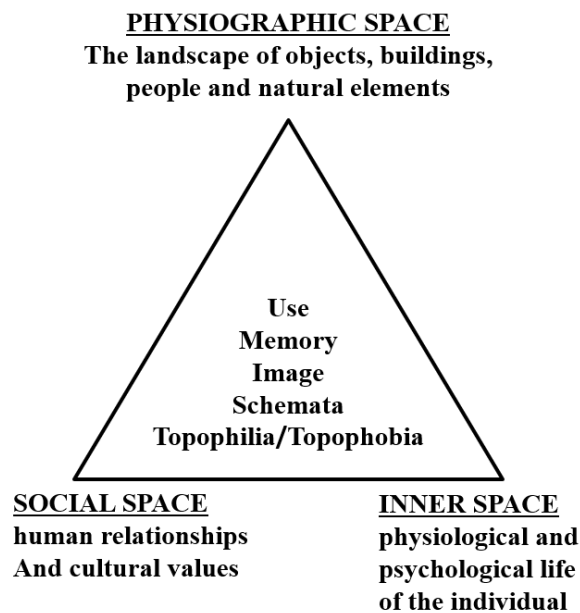 PHYSIOGRAPHIC SPACE
The landscape of objects, buildings,
people and natural elements
Use
Memory
Image
Schemata
Topophilia/Topophobia
SOCIAL SPACE
human relationships
And cultural values
INNER SPACE
physiological and
psychological life
of the individual